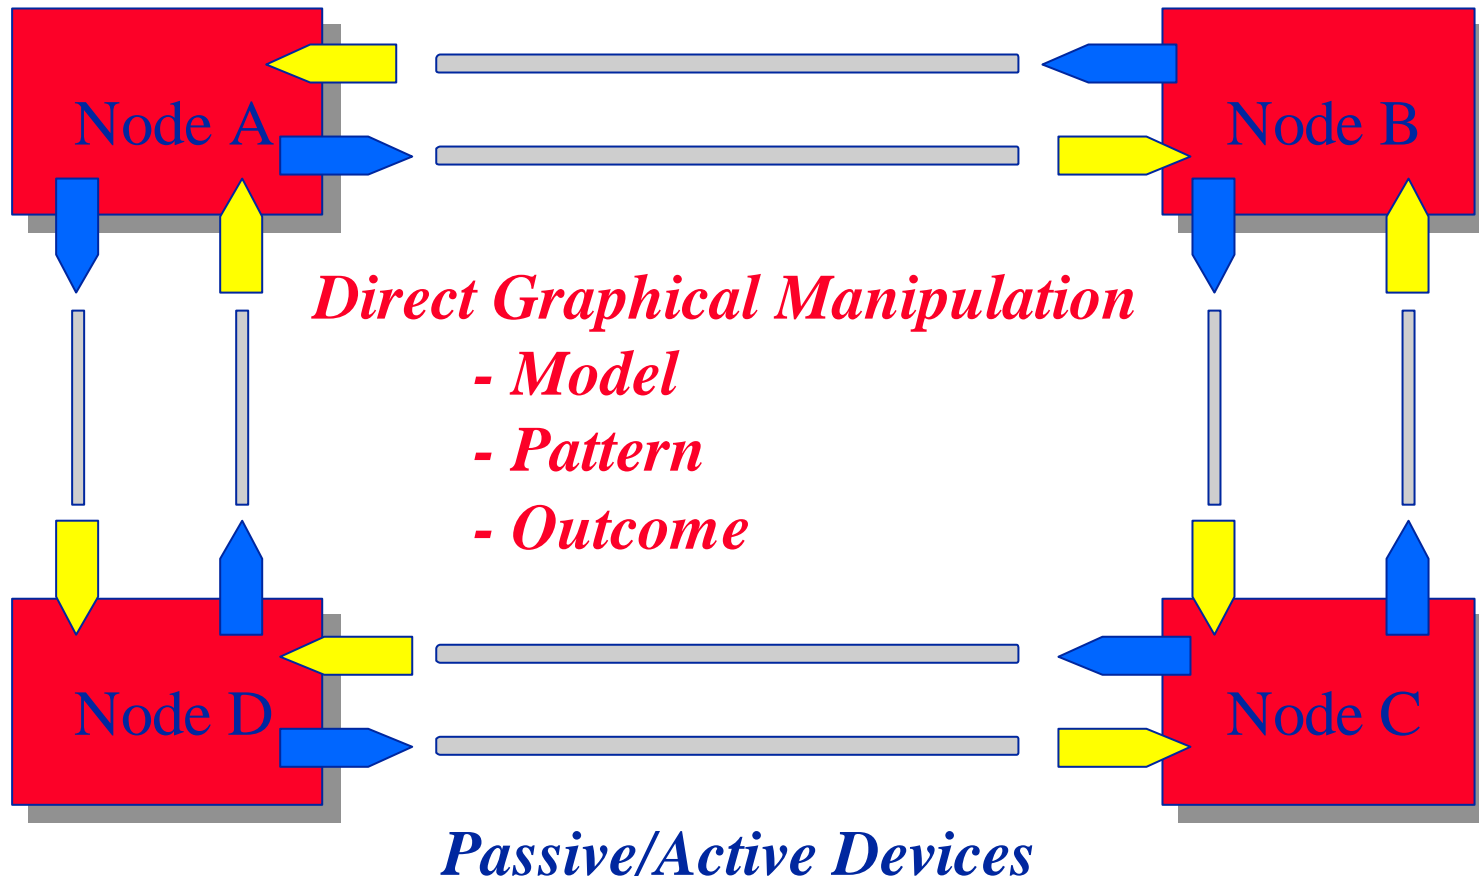 Node A
Node B
Direct Graphical Manipulation
- Model
- Pattern
- Outcome
Node D
Node C
Passive/Active Devices